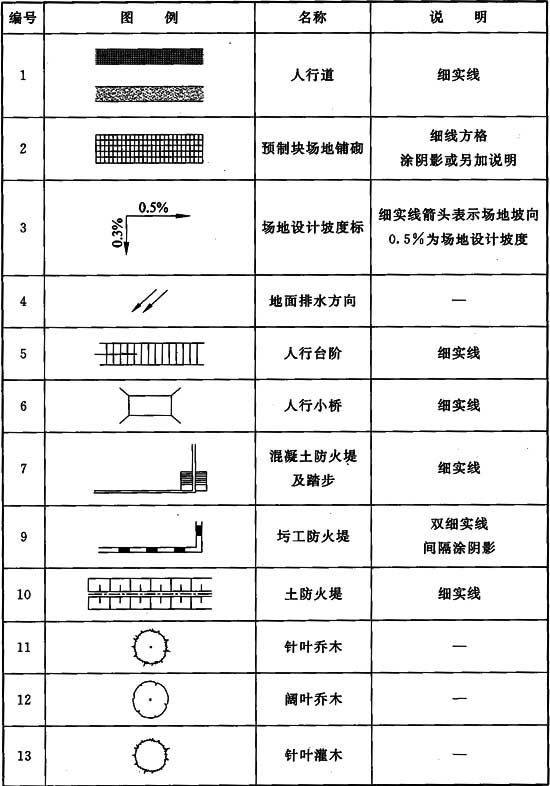 编号 图 例 名称 说 明
1 人行道 细实线
2 预制块场地铺砌 细线方格
涂阴影或另加说明
3 0.5% 0.3% 场地设计坡度标 细实线箭头表示场地坡向
0.5%为场地设计坡度
4 地面排水方向 —
5 人行台阶 细实线
6 人行小桥 细实线
7 混凝土防火堤
及踏步 细实线
9 圬工防火堤 双细实线
间隔涂阴影
10 土防火堤 细实线
11 针叶乔木 —
12 阔叶乔木 —
13 针叶灌木 —